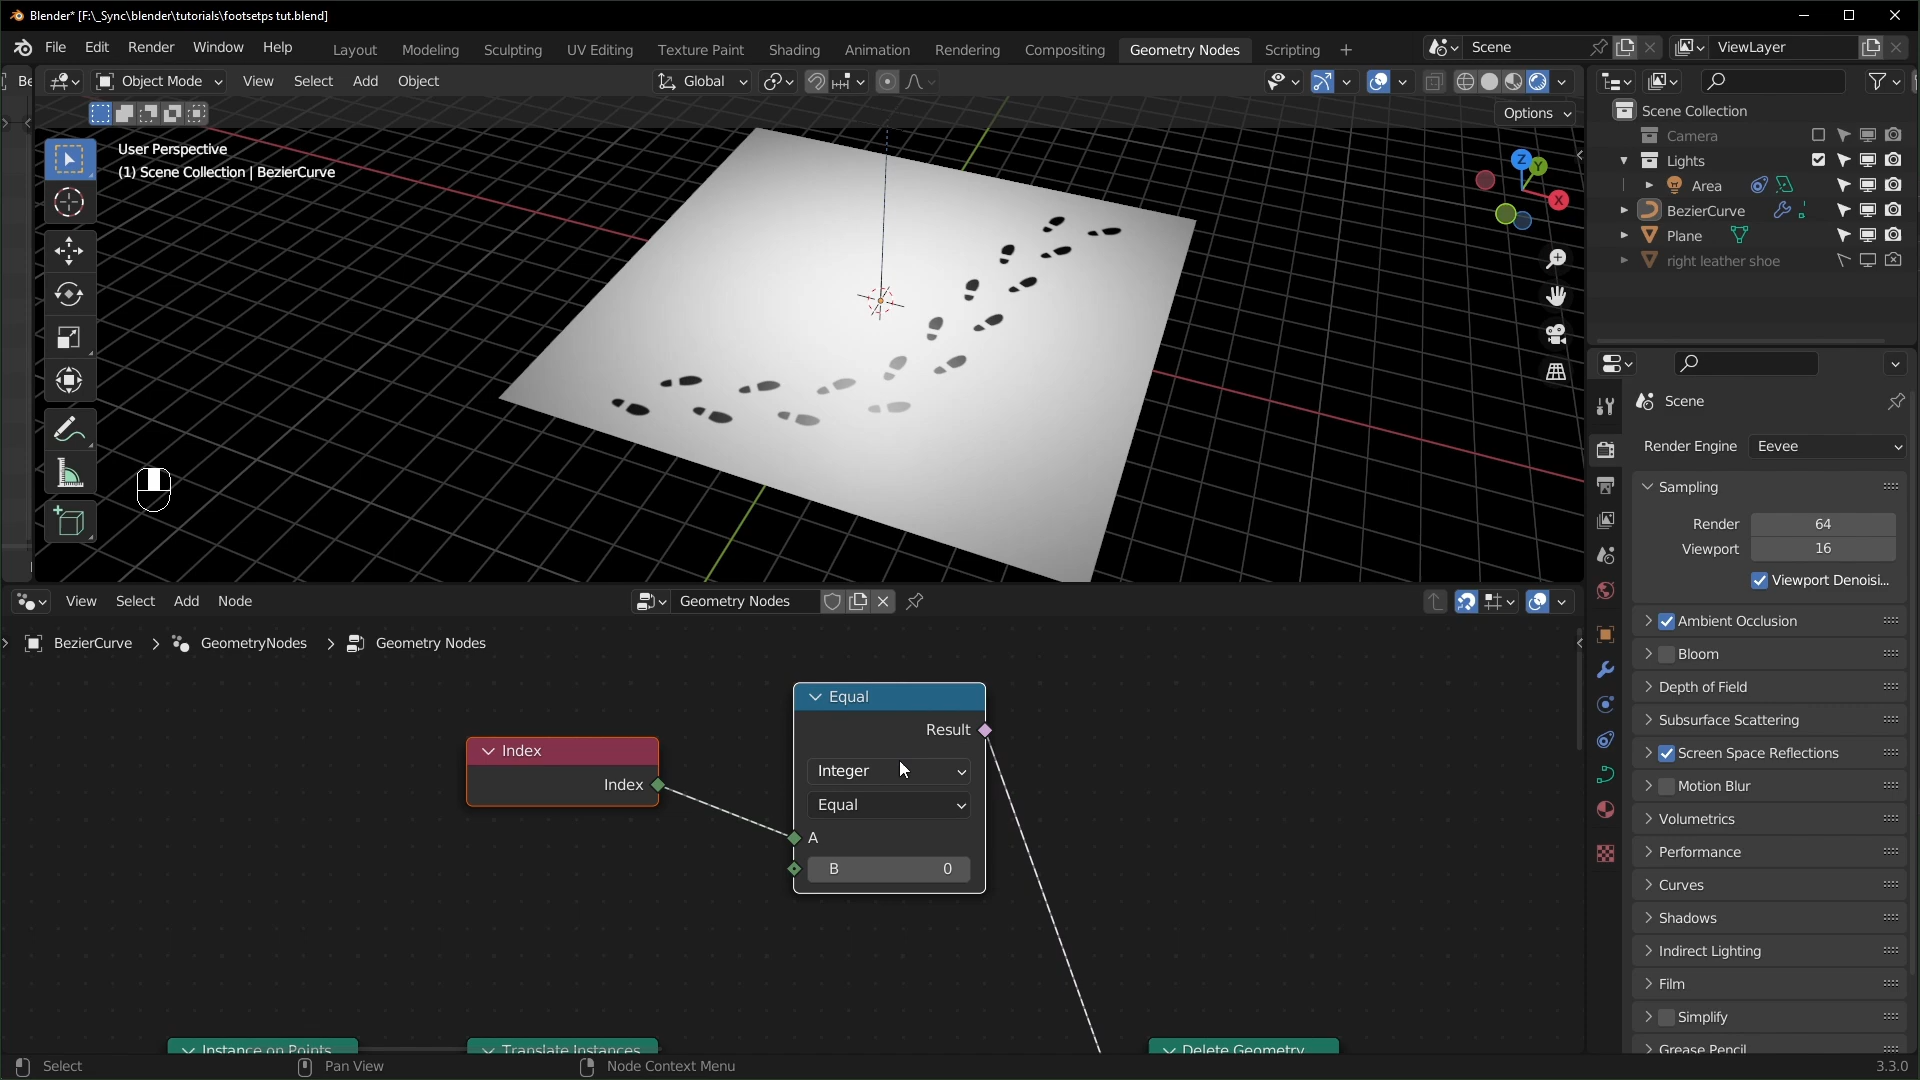 Blender* [F:\_Sync\blender\tutorials\footsetps tut.blend]
File Edit Render Window Help
Layout Modeling Sculpting UV Editing Texture Paint Shading Animation Rendering Compositing Geometry Nodes Scripting
Scene
ViewLayer
Be
Object Mode
View Select Add Object
Global
Options
User Perspective
(1) Scene Collection | BezierCurve
Z
Y
X
Scene Collection
Camera
Lights
Area
BezierCurve
Plane
right leather shoe
Scene
Render Engine Eevee
Sampling
Render 64
Viewport 16
Viewport Denoisi...
Ambient Occlusion
Bloom
Depth of Field
Subsurface Scattering
Screen Space Reflections
Motion Blur
Volumetrics
Performance
Curves
Shadows
Indirect Lighting
Film
Simplify
Grease Pencil
View Select Add Node
Geometry Nodes
BezierCurve GeometryNodes Geometry Nodes
Equal
Result
Integer
Equal
A
B 0
Index
Index
Instance on Points
Translate Instances
Delete Geometry
Select
Pan View
Node Context Menu
3.3.0